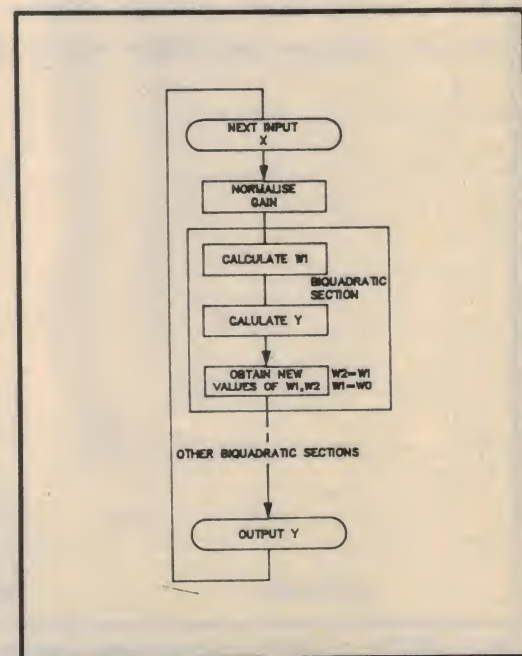 NEXT INPUT
X
NORMALISE
GAIN
CALCULATE W1
BIQUADRATIC
SECTION
CALULATE Y
OBTAIN NEW
VALUES OF W1,W2
W2=W1
W1=W0
OTHER BIQUADRATIC SECTIONS
OUTPUT Y